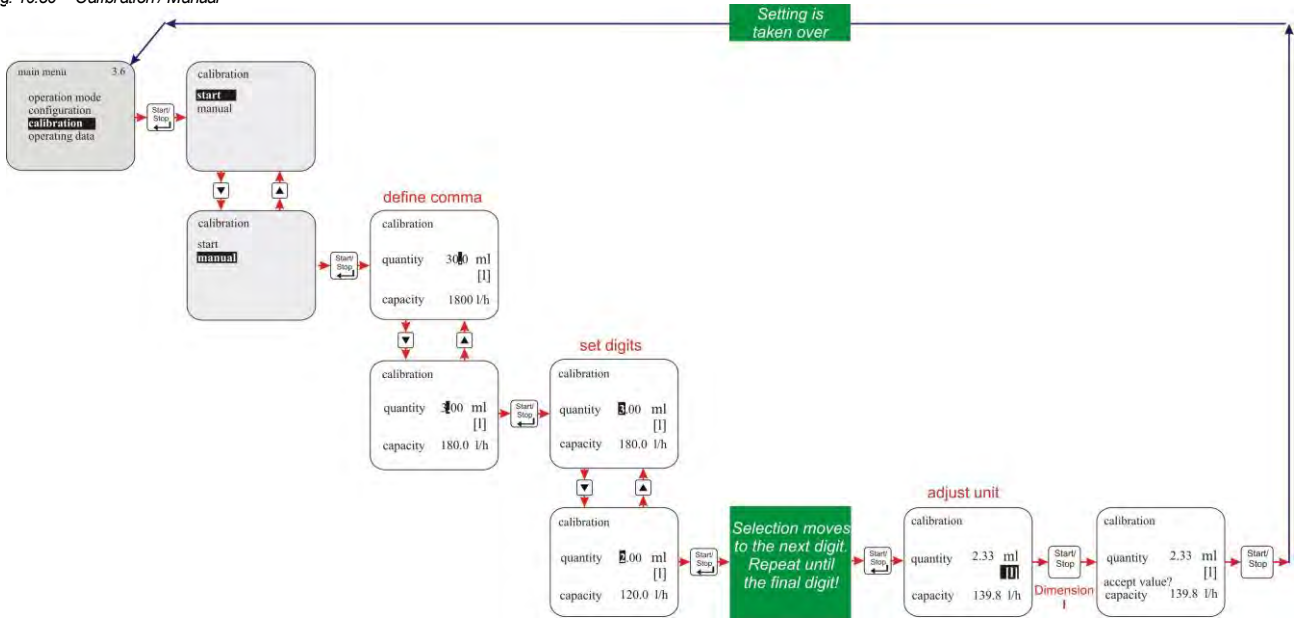 Calibration / Manual
Setting is
taken over
main menu 3.6
operation mode
configuration
calibration
operating data
Start/
Stop
calibration
start
manual
calibration
start
manual
Start/
Stop
define comma
calibration
quantity 30.0 ml
[l]
capacity 1800 l/h
calibration
quantity 3.00 ml
[l]
capacity 180.0 l/h
Start/
Stop
set digits
calibration
quantity 3.00 ml
[l]
capacity 180.0 l/h
calibration
quantity 2.00 ml
[l]
capacity 120.0 l/h
Start/
Stop
Selection moves
to the next digit.
Repeat until
the final digit!
Start/
Stop
adjust unit
calibration
quantity 2.33 ml
[l]
capacity 139.8 l/h
Start/
Stop
Dimension
l
calibration
quantity 2.33 ml
[l]
accept value?
capacity 139.8 l/h
Start/
Stop